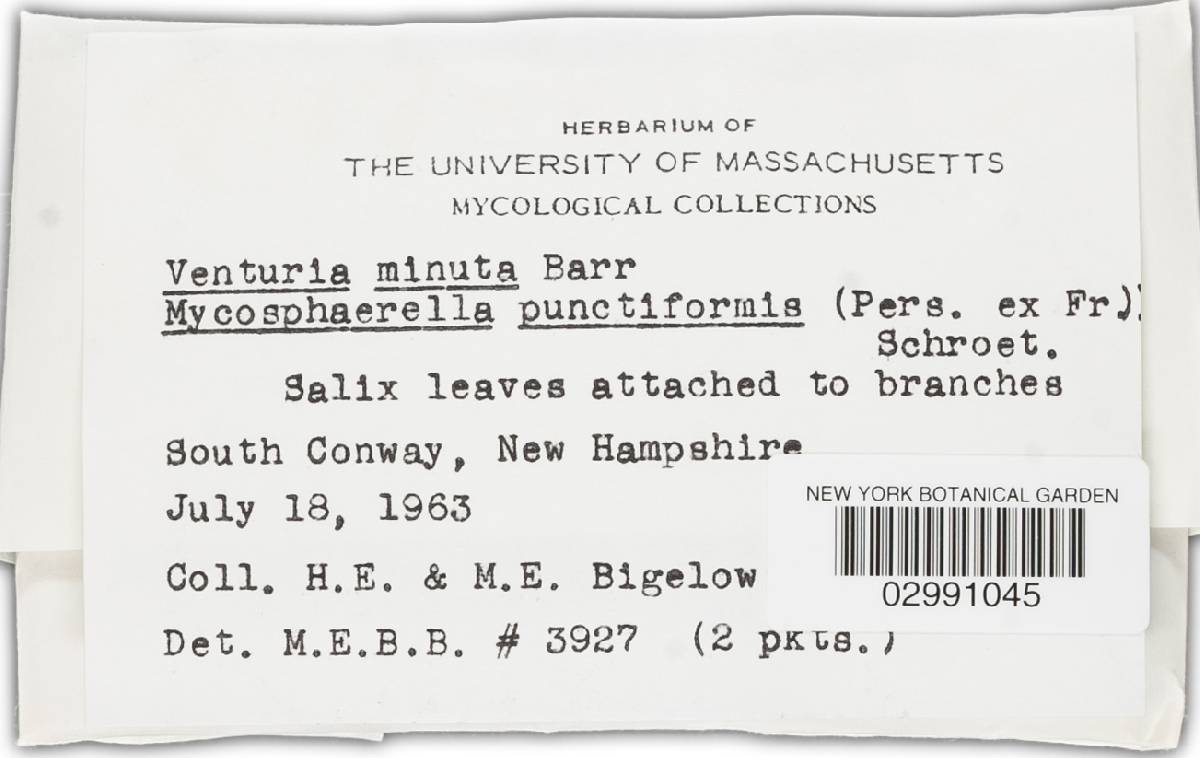 HERBARIUM OF
THE UNIVERSITY OF MASSACHUSETTS
MYCOLOGICAL COLLECTIONS
Venturia minuta Barr
Mycosphaerella punctiformis (Pers. ex Fr.)
Schroet.
Salix leaves attached to branches
South Conway, New Hampshire
July 18, 1963
Coll. H.E. & M.E. Bigelow
Det. M.E.B.B. # 3927 (2 pkts.)
NEW YORK BOTANICAL GARDEN
02991045